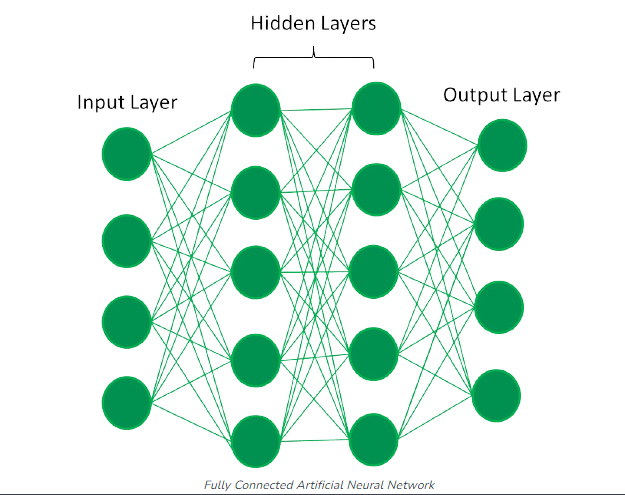 Hidden Layers
Input Layer
Output Layer
Fully Connected Artificial Neural Network